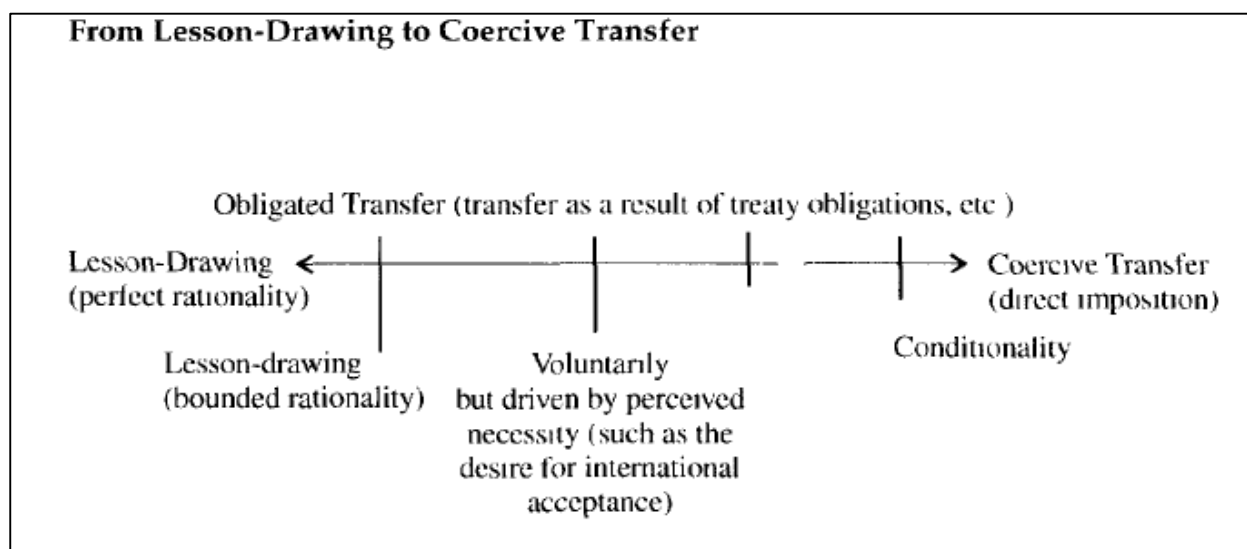 From Lesson-Drawing to Coercive Transfer
Obligated Transfer (transfer as a result of treaty obligations, etc )
Lesson-Drawing
(perfect rationality)
Coercive Transfer
(direct imposition)
Lesson-drawing
(bounded rationality)
Voluntarily
but driven by perceived
necessity (such as the
desire for international
acceptance)
Conditionality